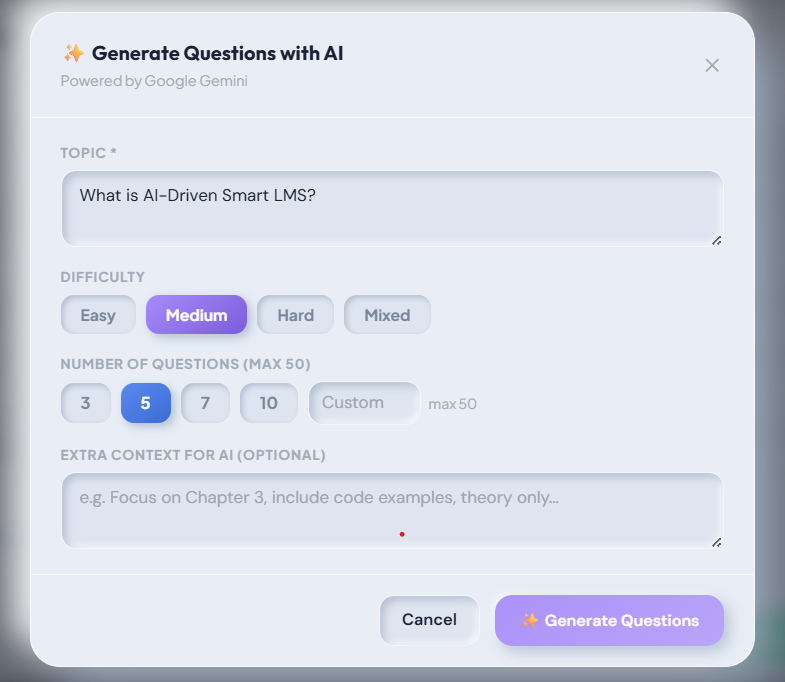 ✨ Generate Questions with AI
Powered by Google Gemini
TOPIC *
What is AI-Driven Smart LMS?
DIFFICULTY
Easy Medium Hard Mixed
NUMBER OF QUESTIONS (MAX 50)
3 5 7 10 Custom max 50
EXTRA CONTEXT FOR AI (OPTIONAL)
e.g. Focus on Chapter 3, include code examples, theory only...
Cancel ✨ Generate Questions